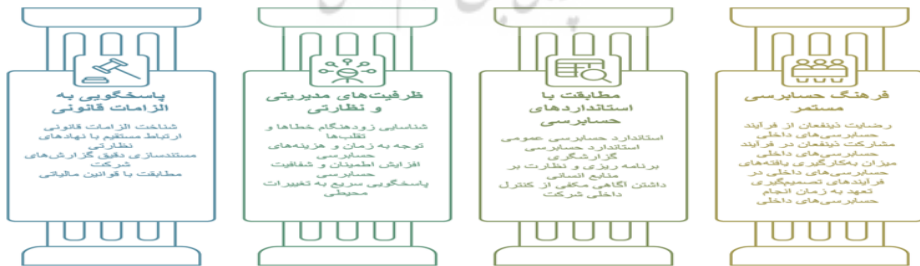 فرهنگ حسابرسی
مستمر
رضایت ذینفعان از فرآیند
حسابرسی‌های داخلی
مشارکت ذینفعان در فرآیند
حسابرسی‌های داخلی
میزان به‌کارگیری یافته‌های
حسابرسی‌های داخلی در
فرآیندهای تصمیم‌گیری
تعهد به زمان انجام
حسابرسی‌های داخلی
مطابقت با
استانداردهای
حسابرسی
استاندارد حسابرسی عمومی
استاندارد حسابرسی
گزارشگری
برنامه ریزی و نظارت بر
منابع انسانی
داشتن آگاهی مکفی از کنترل
داخلی شرکت
ظرفیت‌های مدیریتی
و نظارتی
شناسایی زودهنگام خطاها و
تقلب‌ها
توجه به زمان و هزینه‌های
حسابرسی
افزایش اطمینان و شفافیت
حسابرسی
پاسخگویی سریع به تغییرات
محیطی
پاسخگویی به
الزامات قانونی
شناخت الزامات قانونی
ارتباط مستقیم با نهادهای
نظارتی
مستندسازی دقیق گزارش‌های
شرکت
مطابقت با قوانین مالیاتی